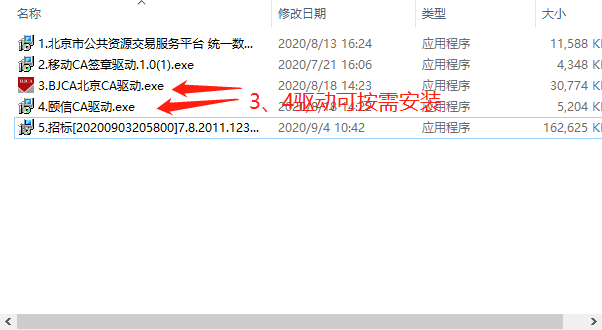 名称 修改日期 类型 大小
1.北京市公共资源交易服务平台 统一数... 2020/8/13 16:24 应用程序 11,588 K
2.移动CA签章驱动.1.0(1).exe 2020/7/21 16:06 应用程序 4,348 K
3.BJCA北京CA驱动.exe 2020/8/18 14:23 应用程序 30,774 K
3、4驱动可按需安装
4.颐信CA驱动.exe 应用程序 5,204 K
5.招标[20200903205800]7.8.2011.123... 2020/9/4 10:42 应用程序 162,625 K